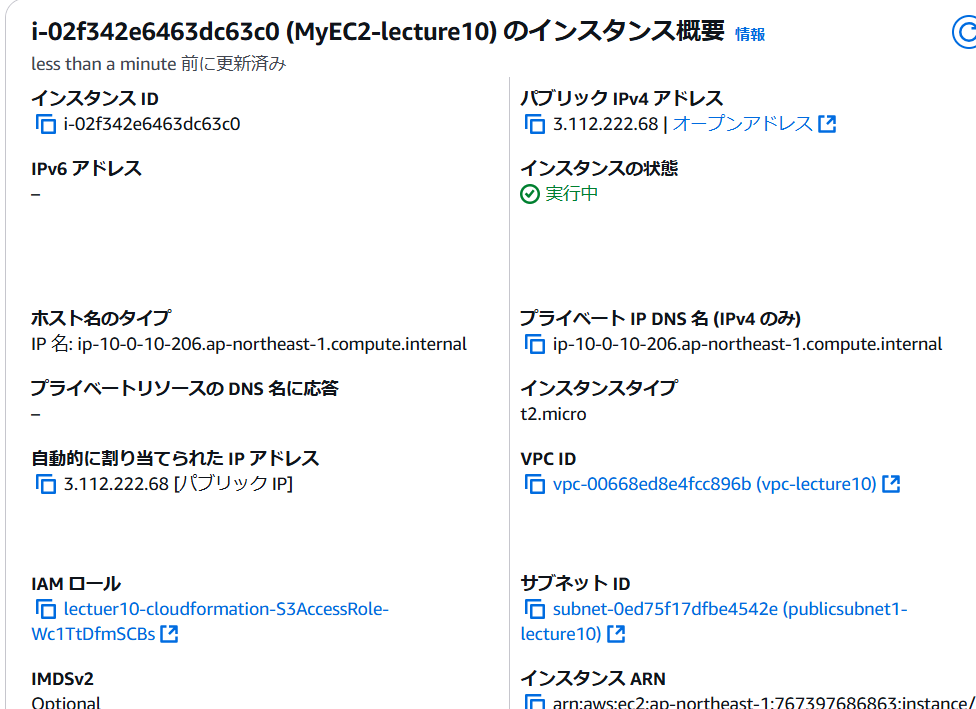 i-02f342e6463dc63c0 (MyEC2-lecture10) のインスタンス概要 情報
less than a minute 前に更新済み
インスタンス ID
i-02f342e6463dc63c0
パブリック IPv4 アドレス
3.112.222.68 | オープンアドレス
IPv6 アドレス
–
インスタンスの状態
実行中
ホスト名のタイプ
IP 名: ip-10-0-10-206.ap-northeast-1.compute.internal
プライベート IP DNS 名 (IPv4 のみ)
ip-10-0-10-206.ap-northeast-1.compute.internal
プライベートリソースの DNS 名に応答
–
インスタンスタイプ
t2.micro
自動的に割り当てられた IP アドレス
3.112.222.68 [パブリック IP]
VPC ID
vpc-00668ed8e4fcc896b (vpc-lecture10)
IAM ロール
lectuer10-cloudformation-S3AccessRole-
Wc1TtDfmSCBs
サブネット ID
subnet-0ed75f17dfbe4542e (publicsubnet1-
lecture10)
IMDSv2
Optional
インスタンス ARN
arn:aws:ec2:ap-northeast-1:767397686863:instance/